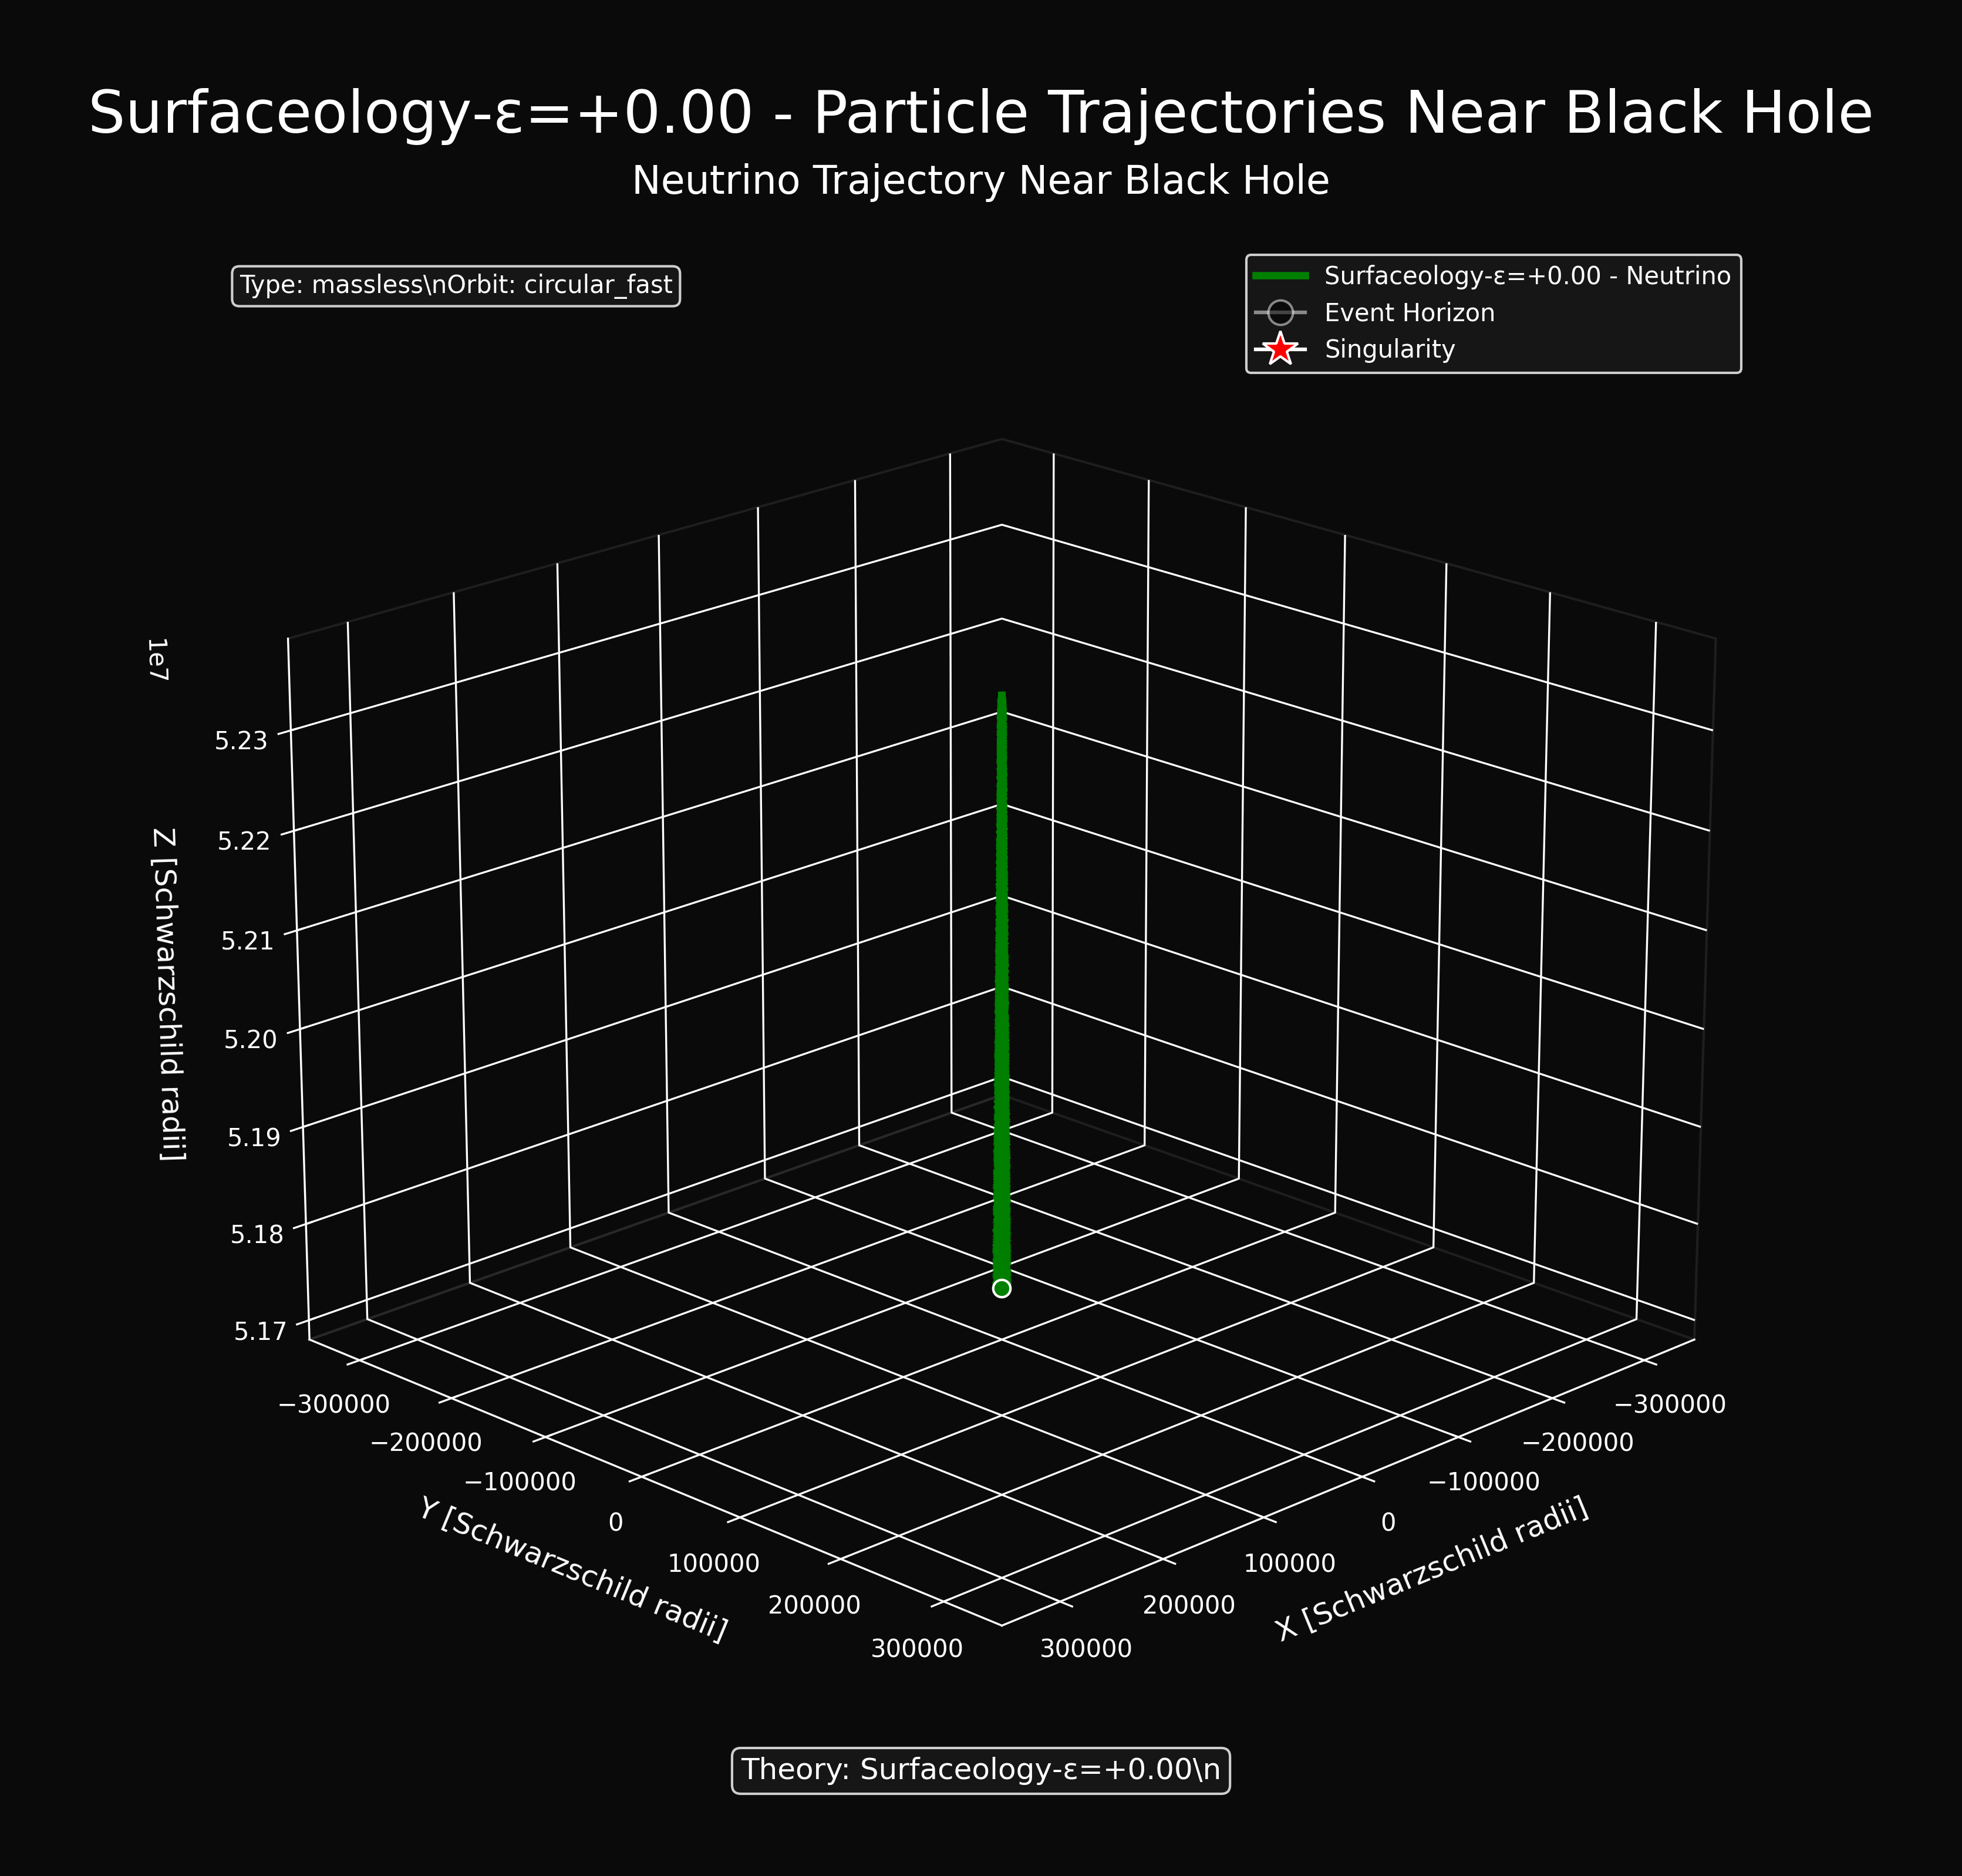 Surfaceology-ε=+0.00 - Particle Trajectories Near Black Hole
Neutrino Trajectory Near Black Hole
Type: massless\nOrbit: circular_fast
Surfaceology-ε=+0.00 - Neutrino
Event Horizon
Singularity
1e7
5.23
5.22
5.21
5.20
5.19
5.18
5.17
Z [Schwarzschild radii]
−300000
−200000
−100000
0
100000
200000
300000
Y [Schwarzschild radii]
−300000
−200000
−100000
0
100000
200000
300000
X [Schwarzschild radii]
Theory: Surfaceology-ε=+0.00\n